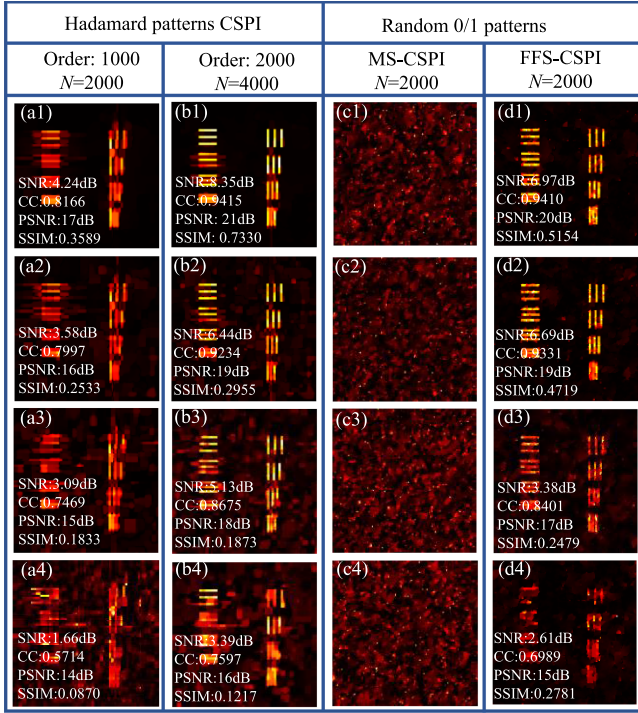 Hadamard patterns CSPI
Random 0/1 patterns
Order: 1000
N=2000
Order: 2000
N=4000
MS-CSPI
N=2000
FFS-CSPI
N=2000
(a1)
SNR:4.24dB
CC:0.8166
PSNR:17dB
SSIM:0.3589
(b1)
SNR:8.35dB
CC:0.9415
PSNR: 21dB
SSIM: 0.7330
(c1)
(d1)
SNR:6.97dB
CC:0.9410
PSNR:20dB
SSIM:0.5154
(a2)
SNR:3.58dB
CC:0.7997
PSNR:16dB
SSIM:0.2533
(b2)
SNR:6.44dB
CC:0.9234
PSNR:19dB
SSIM:0.2955
(c2)
(d2)
SNR:6.69dB
CC:0.9331
PSNR:19dB
SSIM:0.4719
(a3)
SNR:3.09dB
CC:0.7469
PSNR:15dB
SSIM:0.1833
(b3)
SNR:5.13dB
CC:0.8675
PSNR:18dB
SSIM:0.1873
(c3)
(d3)
SNR:3.38dB
CC:0.8401
PSNR:17dB
SSIM:0.2479
(a4)
SNR:1.66dB
CC:0.5714
PSNR:14dB
SSIM:0.0870
(b4)
SNR:3.39dB
CC:0.7597
PSNR:16dB
SSIM:0.1217
(c4)
(d4)
SNR:2.61dB
CC:0.6989
PSNR:15dB
SSIM:0.2781